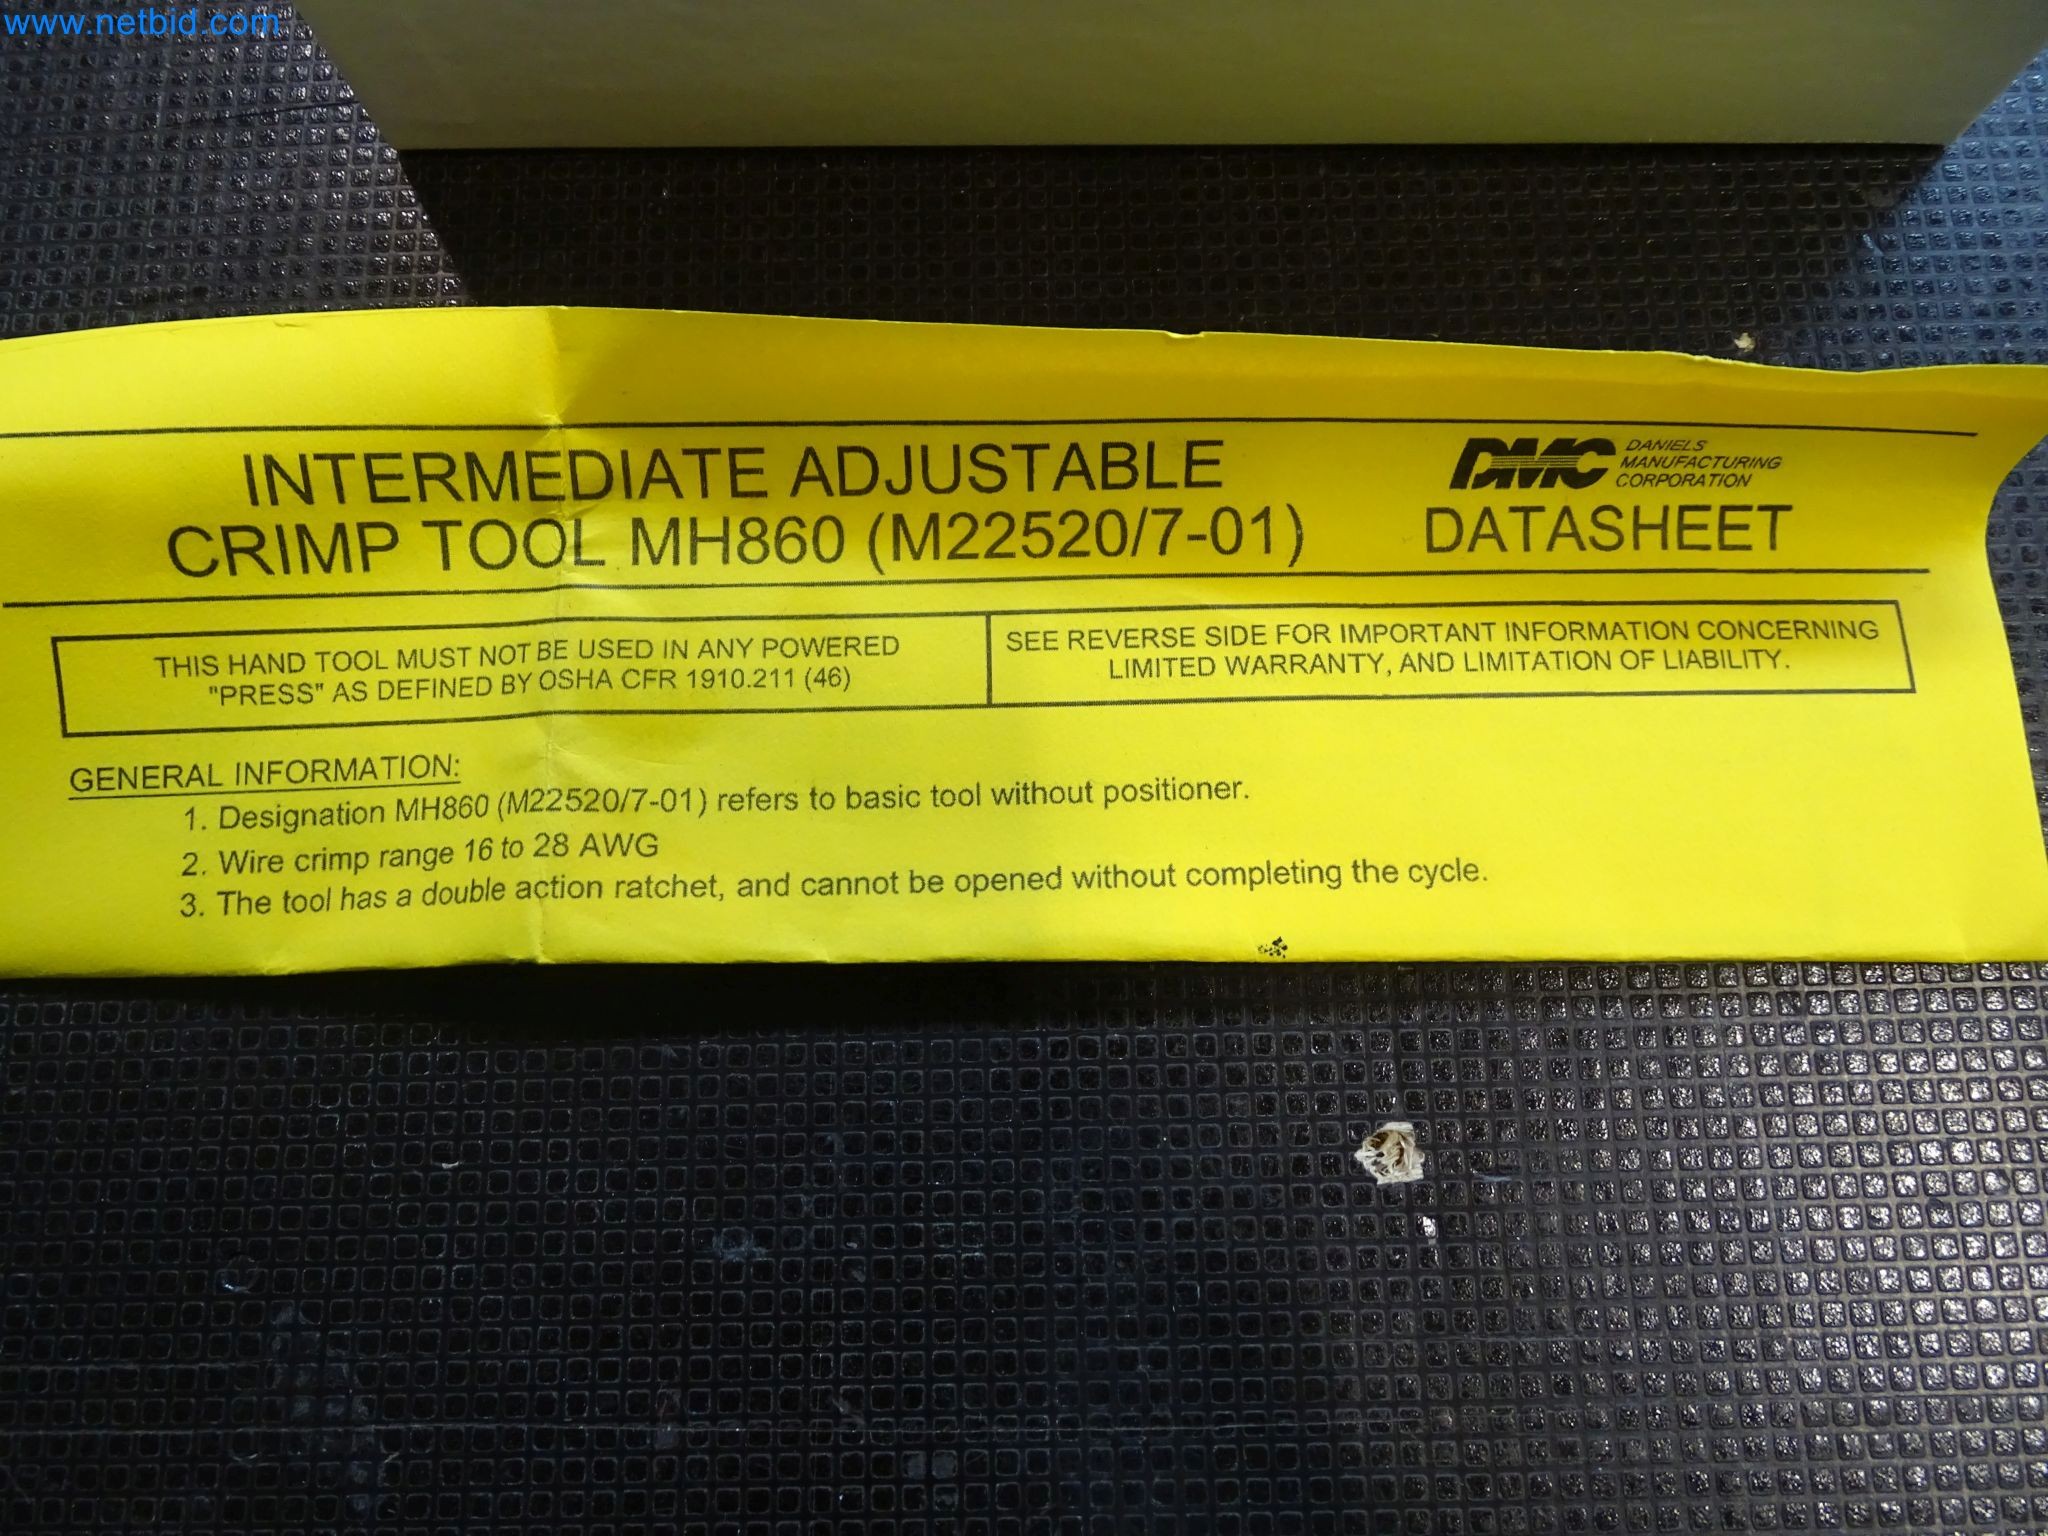 www.netbid.com
INTERMEDIATE ADJUSTABLE
CRIMP TOOL MH860 (M22520/7-01)
DMC DANIELS
MANUFACTURING
CORPORATION
DATASHEET
THIS HAND TOOL MUST NOT BE USED IN ANY POWERED
"PRESS" AS DEFINED BY OSHA CFR 1910.211 (46)
SEE REVERSE SIDE FOR IMPORTANT INFORMATION CONCERNING
LIMITED WARRANTY, AND LIMITATION OF LIABILITY.
GENERAL INFORMATION:
1. Designation MH860 (M22520/7-01) refers to basic tool without positioner.
2. Wire crimp range 16 to 28 AWG
3. The tool has a double action ratchet, and cannot be opened without completing the cycle.